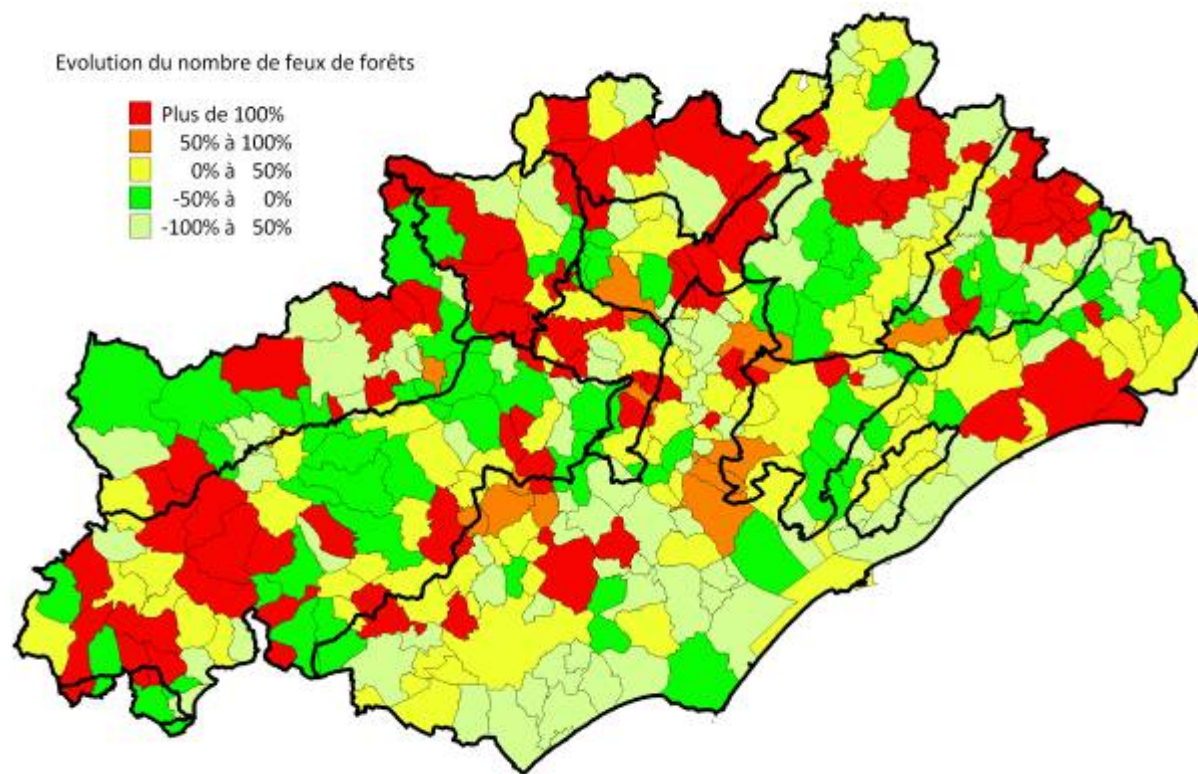 Evolution du nombre de feux de forêts
Plus de 100%
50% à 100%
0% à 50%
-50% à 0%
-100% à 50%